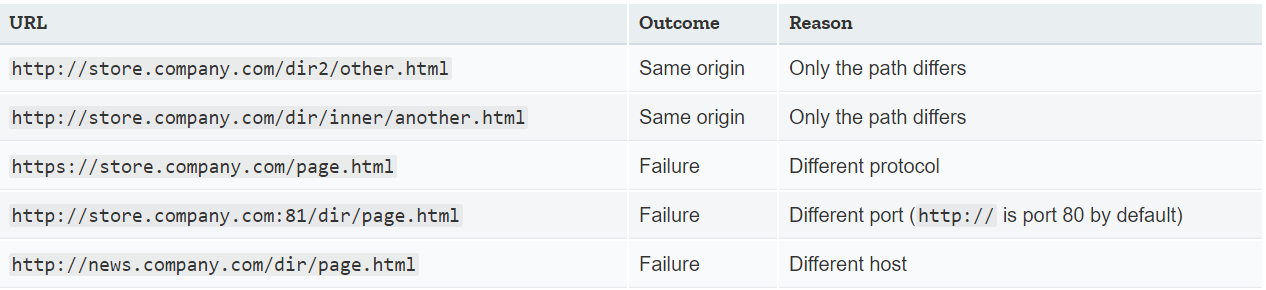 URL Outcome Reason
http://store.company.com/dir2/other.html Same origin Only the path differs
http://store.company.com/dir/inner/another.html Same origin Only the path differs
https://store.company.com/page.html Failure Different protocol
http://store.company.com:81/dir/page.html Failure Different port (http:// is port 80 by default)
http://news.company.com/dir/page.html Failure Different host